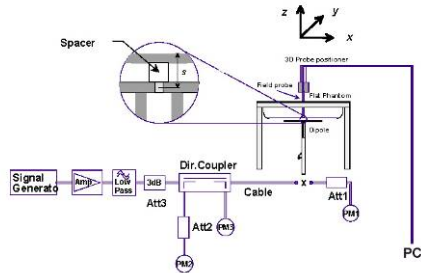 z
y
x
Spacer
s
3D Probe positioner
Field probe
Flat Phantom
Dipole
Dir.Coupler
Signal
Generato
Amp
Low
Pass
3dB
Cable
x
Att3
Att1
Att2
PM3
PM1
PM2
PC